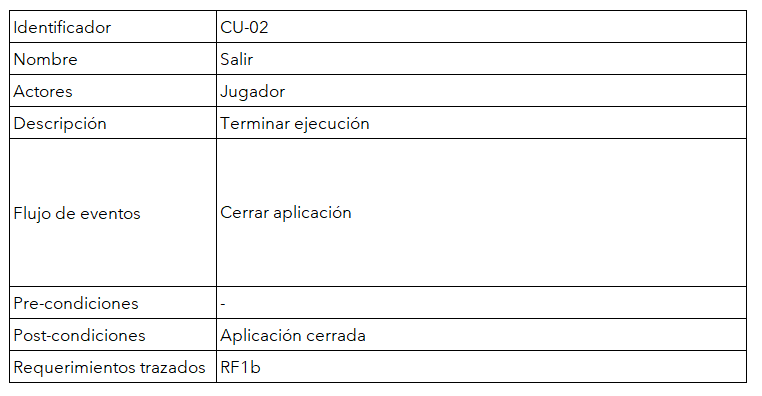 Identificador CU-02
Nombre Salir
Actores Jugador
Descripción Terminar ejecución
Flujo de eventos Cerrar aplicación
Pre-condiciones -
Post-condiciones Aplicación cerrada
Requerimientos trazados RF1b